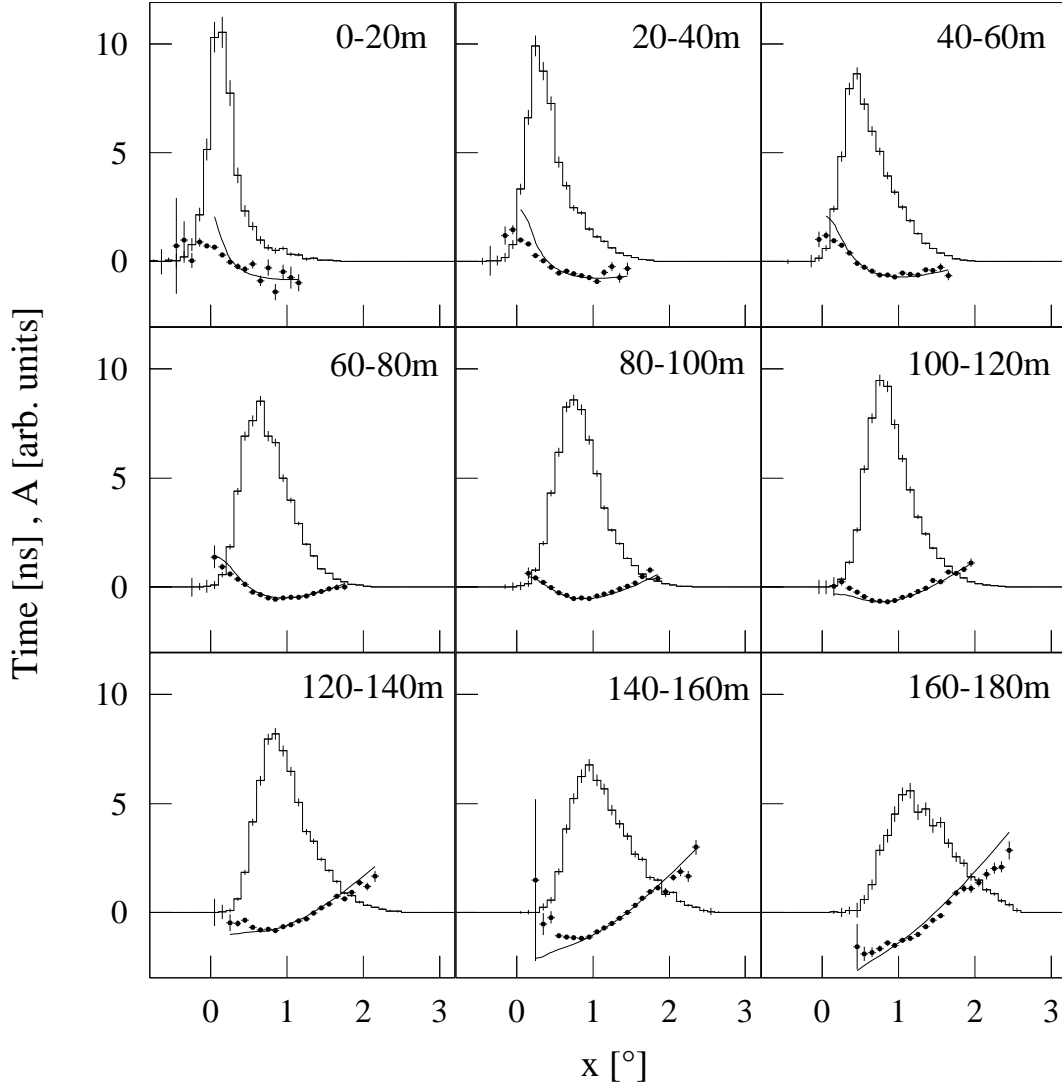 10
5
0
0-20m
20-40m
40-60m
10
5
0
60-80m
80-100m
100-120m
10
5
0
120-140m
140-160m
160-180m
0 1 2 3 0 1 2 3 0 1 2 3
x [°]
Time [ns] , A [arb. units]